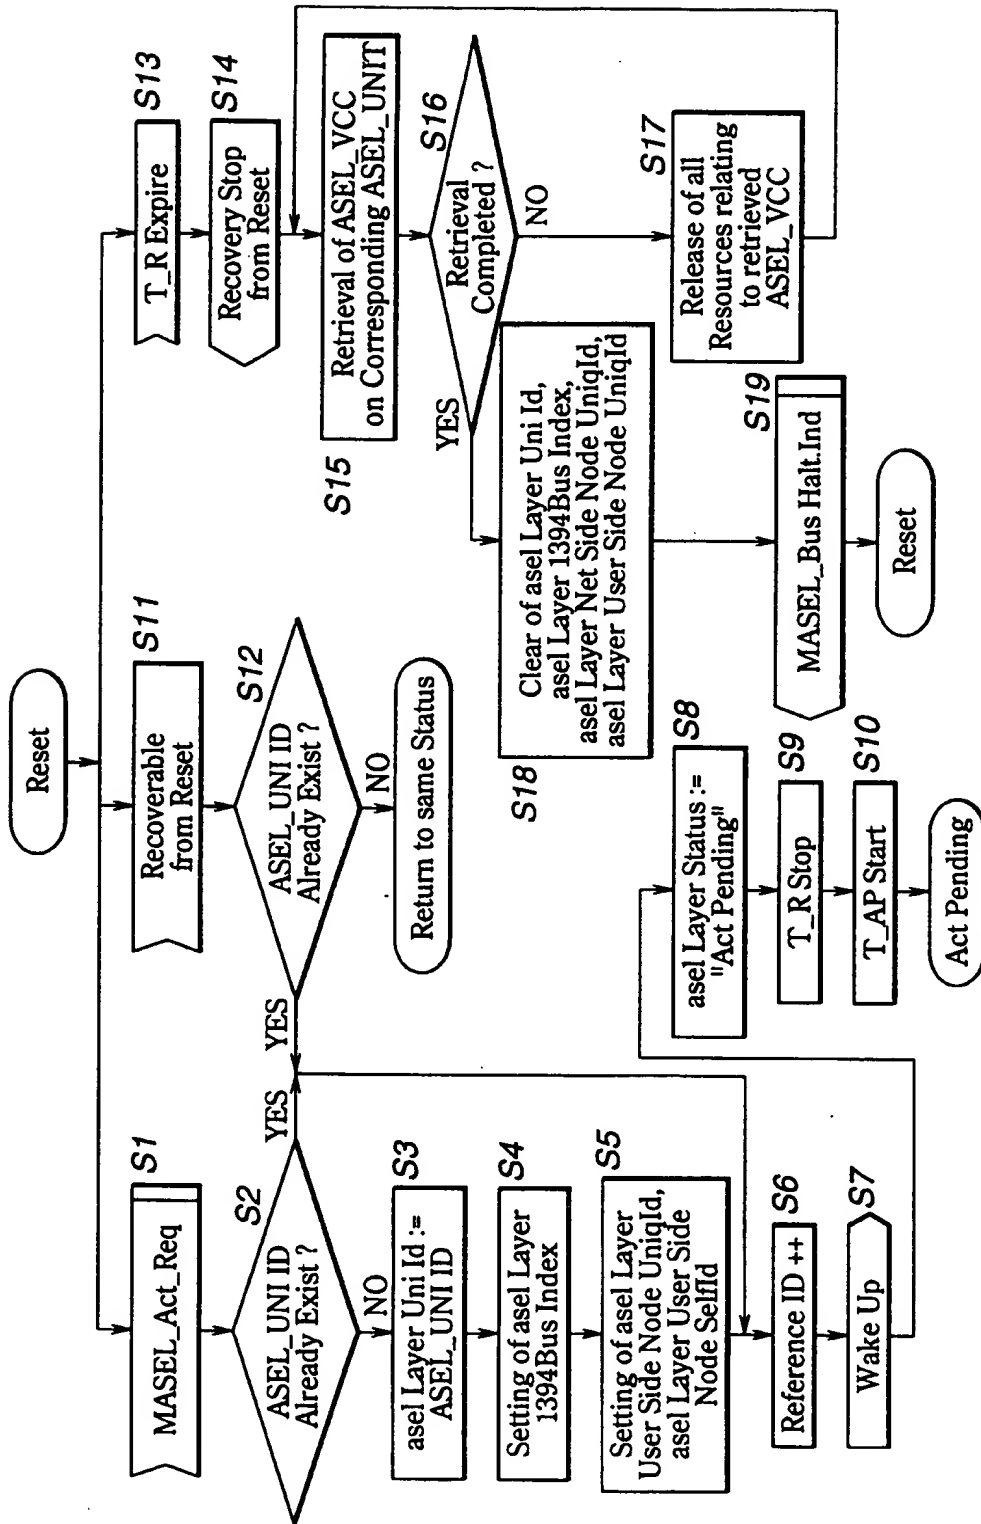 Reset
MASEL_Act_Req
S1
ASEL_UNI ID
Already Exist ?
S2
YES
NO
asel Layer Uni Id :=
ASEL_UNI ID
S3
Setting of asel Layer
1394Bus Index
S4
Setting of asel Layer
User Side Node UniqId,
asel Layer User Side
Node SelfId
S5
Reference ID ++
S6
Wake Up
S7
asel Layer Status :=
"Act Pending"
S8
T_R Stop
S9
T_AP Start
S10
Act Pending
Recoverable
from Reset
S11
ASEL_UNI ID
Already Exist ?
S12
YES
NO
Return to same Status
T_R Expire
S13
Recovery Stop
from Reset
S14
Retrieval of ASEL_VCC
on Corresponding ASEL_UNIT
S15
Retrieval
Completed ?
S16
YES
NO
Release of all
Resources relating
to retrieved
ASEL_VCC
S17
Clear of asel Layer Uni Id,
asel Layer 1394Bus Index,
asel Layer Net Side Node UniqId,
asel Layer User Side Node UniqId
S18
MASEL_Bus Halt.Ind
S19
Reset